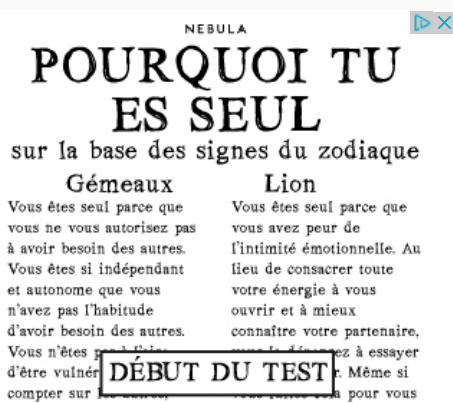 NEBULA
POURQUOI TU
ES SEUL
sur la base des signes du zodiaque
Gémeaux
Vous êtes seul parce que
vous ne vous autorisez pas
à avoir besoin des autres.
Vous êtes si indépendant
et autonome que vous
n'avez pas l'habitude
d'avoir besoin des autres.
Vous n'êtes
d'être
compter sur
Lion
Vous êtes seul parce que
vous avez peur de
l'intimité émotionnelle. Au
lieu de consacrer toute
votre énergie à vous
ouvrir et à mieux
connaître votre partenaire,
à essayer
Même si
pour vous
DÉBUT DU TEST